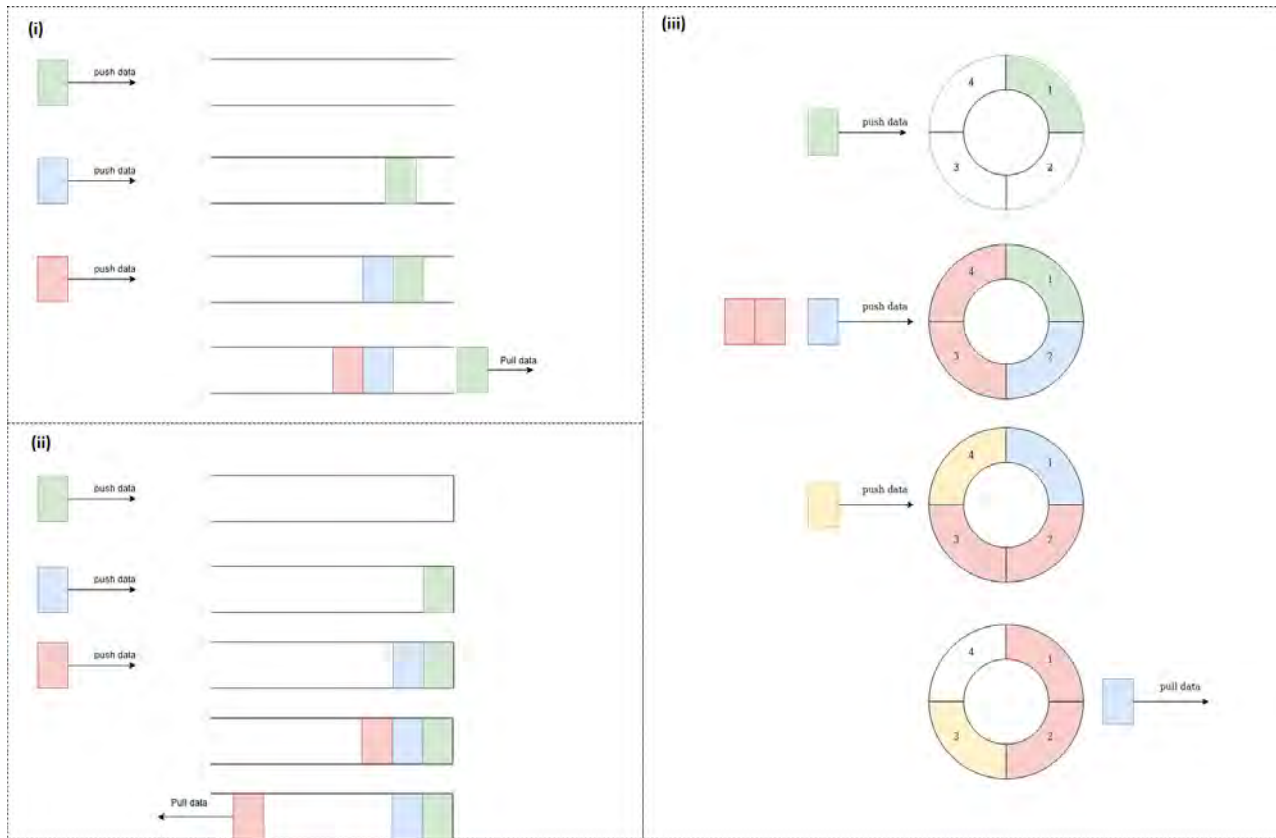 (i)
push data
push data
push data
Pull data
(ii)
push data
push data
push data
Pull data
(iii)
push data
4 1
3 2
push data
4 1
3 2
push data
4 1
3 2
pull data
4 1
3 2